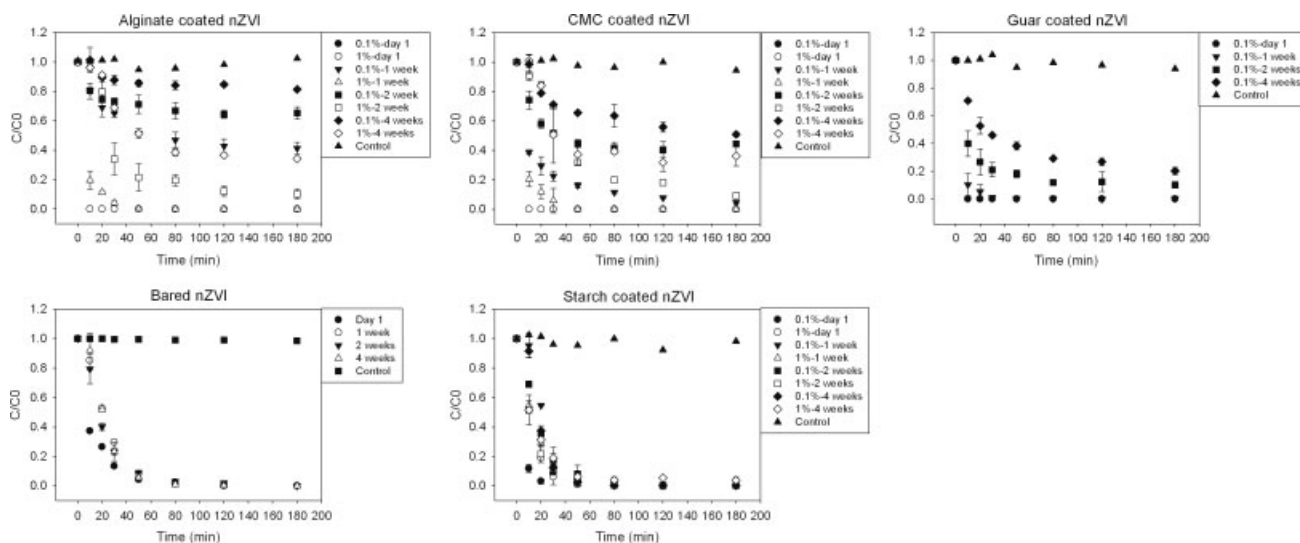 Alginate coated nZVI
1.2
1.0
0.8
0.6
0.4
0.2
0.0
C/C0
0 20 40 60 80 100 120 140 160 180 200
Time (min)
0.1%-day 1
1%-day 1
0.1%-1 week
1%-1 week
0.1%-2 week
1%-2 weeks
0.1%-4 weeks
1%-4 weeks
Control
CMC coated nZVI
1.2
1.0
0.8
0.6
0.4
0.2
0.0
C/C0
0 20 40 60 80 100 120 140 160 180 200
Time (min)
0.1%-day 1
1%-day 1
0.1%-1 week
1%-1 week
0.1%-2 weeks
1%-2 weeks
0.1%-4 weeks
1%-4 weeks
Control
Guar coated nZVI
1.2
1.0
0.8
0.6
0.4
0.2
0.0
C/C0
0 20 40 60 80 100 120 140 160 180 200
Time (min)
0.1%-day 1
0.1%-1 week
0.1%-2 weeks
0.1%-4 weeks
Control
Bared nZVI
1.2
1.0
0.8
0.6
0.4
0.2
0.0
C/C0
0 20 40 60 80 100 120 140 160 180 200
Time (min)
Day 1
1 week
2 weeks
4 weeks
Control
Starch coated nZVI
1.2
1.0
0.8
0.6
0.4
0.2
0.0
C/C0
0 20 40 60 80 100 120 140 160 180 200
Time (min)
0.1%-day 1
1%-day 1
0.1%-1 week
1%-1 week
0.1%-2 weeks
1%-2 weeks
0.1%-4 weeks
1%-4 weeks
Control